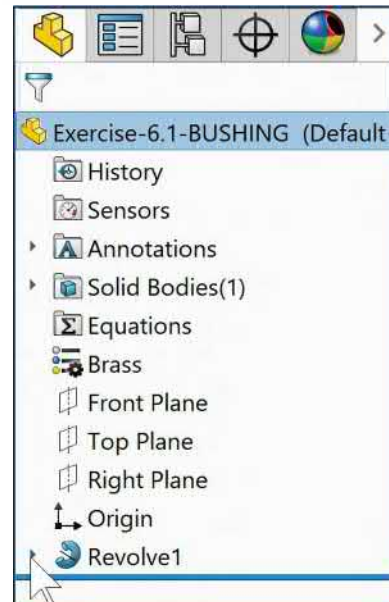 Exercise-6.1-BUSHING (Default
History
Sensors
Annotations
Solid Bodies(1)
Equations
Brass
Front Plane
Top Plane
Right Plane
Origin
Revolve1